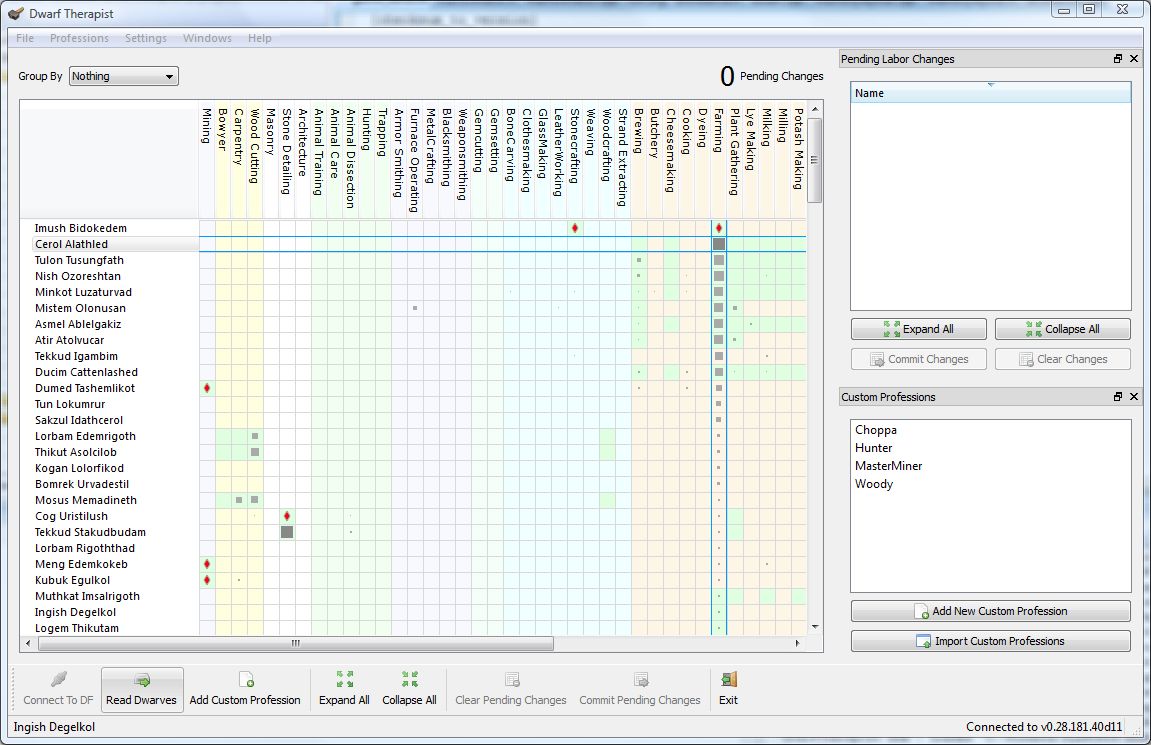 Dwarf Therapist
File Professions Settings Windows Help
Group By Nothing
0 Pending Changes
Mining
Bowyer
Carpentry
Wood Cutting
Masonry
Stone Detailing
Architecture
Animal Training
Animal Care
Animal Dissection
Hunting
Trapping
Armor Smithing
Furnace Operating
MetalCrafting
Blacksmithing
Weaponsmithing
Gemcutting
Gemsetting
BoneCarving
Clothesmaking
GlassMaking
LeatherWorking
Stonecrafting
Weaving
Woodcrafting
Strand Extracting
Brewing
Butchery
Cheesemaking
Cooking
Dyeing
Farming
Plant Gathering
Lye Making
Milking
Milling
Potash Making
Imush Bidokedem
Cerol Alathled
Tulon Tusungfath
Nish Ozoreshtan
Minkot Luzaturvad
Mistem Olonusan
Asmel Ablelgakiz
Atir Atolvucar
Tekkud Igambim
Ducim Cattenlashed
Dumed Tashemlikot
Tun Lokumrur
Sakzul Idathcerol
Lorbam Edemrigoth
Thikut Asolcilob
Kogan Lolorfikod
Bomrek Urvadestil
Mosus Memadineth
Cog Uristilush
Tekkud Stakudbudam
Lorbam Rigoththad
Meng Edemkokeb
Kubuk Egulkol
Muthkat Imsalrigoth
Ingish Degelkol
Logem Thikutam
Pending Labor Changes
Name
Expand All Collapse All
Commit Changes Clear Changes
Custom Professions
Choppa
Hunter
MasterMiner
Woody
Add New Custom Profession
Import Custom Professions
Connect To DF Read Dwarves Add Custom Profession Expand All Collapse All Clear Pending Changes Commit Pending Changes Exit
Ingish Degelkol Connected to v0.28.181.40d11